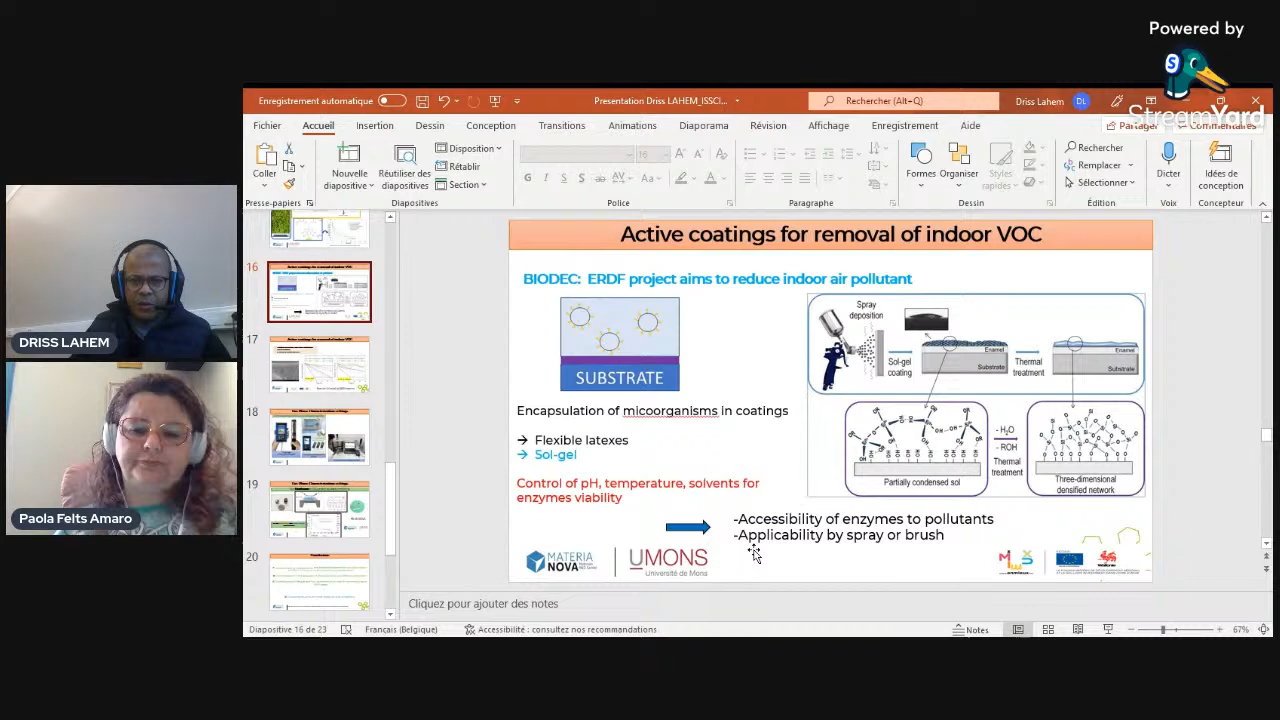 Powered by
StreamYard
Enregistrement automatique
Presentation Driss LAHEM_ISSCI...
Rechercher (Alt+Q)
Driss Lahem
DL
Fichier
Accueil
Insertion
Dessin
Conception
Transitions
Animations
Diaporama
Révision
Affichage
Enregistrement
Aide
Partager
Commentaires
Coller
Nouvelle
diapositive
Réutiliser des
diapositives
Disposition
Rétablir
Section
16
Formes
Organiser
Styles
rapides
Rechercher
Remplacer
Sélectionner
Dicter
Idées de
conception
Presse-papiers
Diapositives
Police
Paragraphe
Dessin
Édition
Voix
Concepteur
DRISS LAHEM
Paola Felts Amaro
16
17
18
19
20
Active coatings for removal of indoor VOC
BIODEC: ERDF project aims to reduce indoor air pollutant
SUBSTRATE
Spray
deposition
Sol-gel
coating
Enamel
Substrate
Thermal
treatment
Enamel
Substrate
Encapsulation of micoorganisms in coatings
→ Flexible latexes
→ Sol-gel
Control of pH, temperature, solvents for
enzymes viability
Partially condensed sol
- H₂O
- ROH
Thermal
treatment
Three-dimensional
densified network
-Accessibility of enzymes to pollutants
-Applicability by spray or brush
MATERIA
NOVA
UMONS
Université de Mons
Cliquez pour ajouter des notes
Diapositive 16 de 23
Français (Belgique)
Accessibilité : consultez nos recommandations
Notes
67%